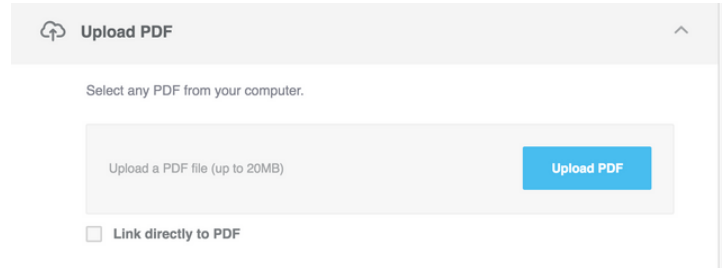 Upload PDF
Select any PDF from your computer.
Upload a PDF file (up to 20MB)
Upload PDF
Link directly to PDF